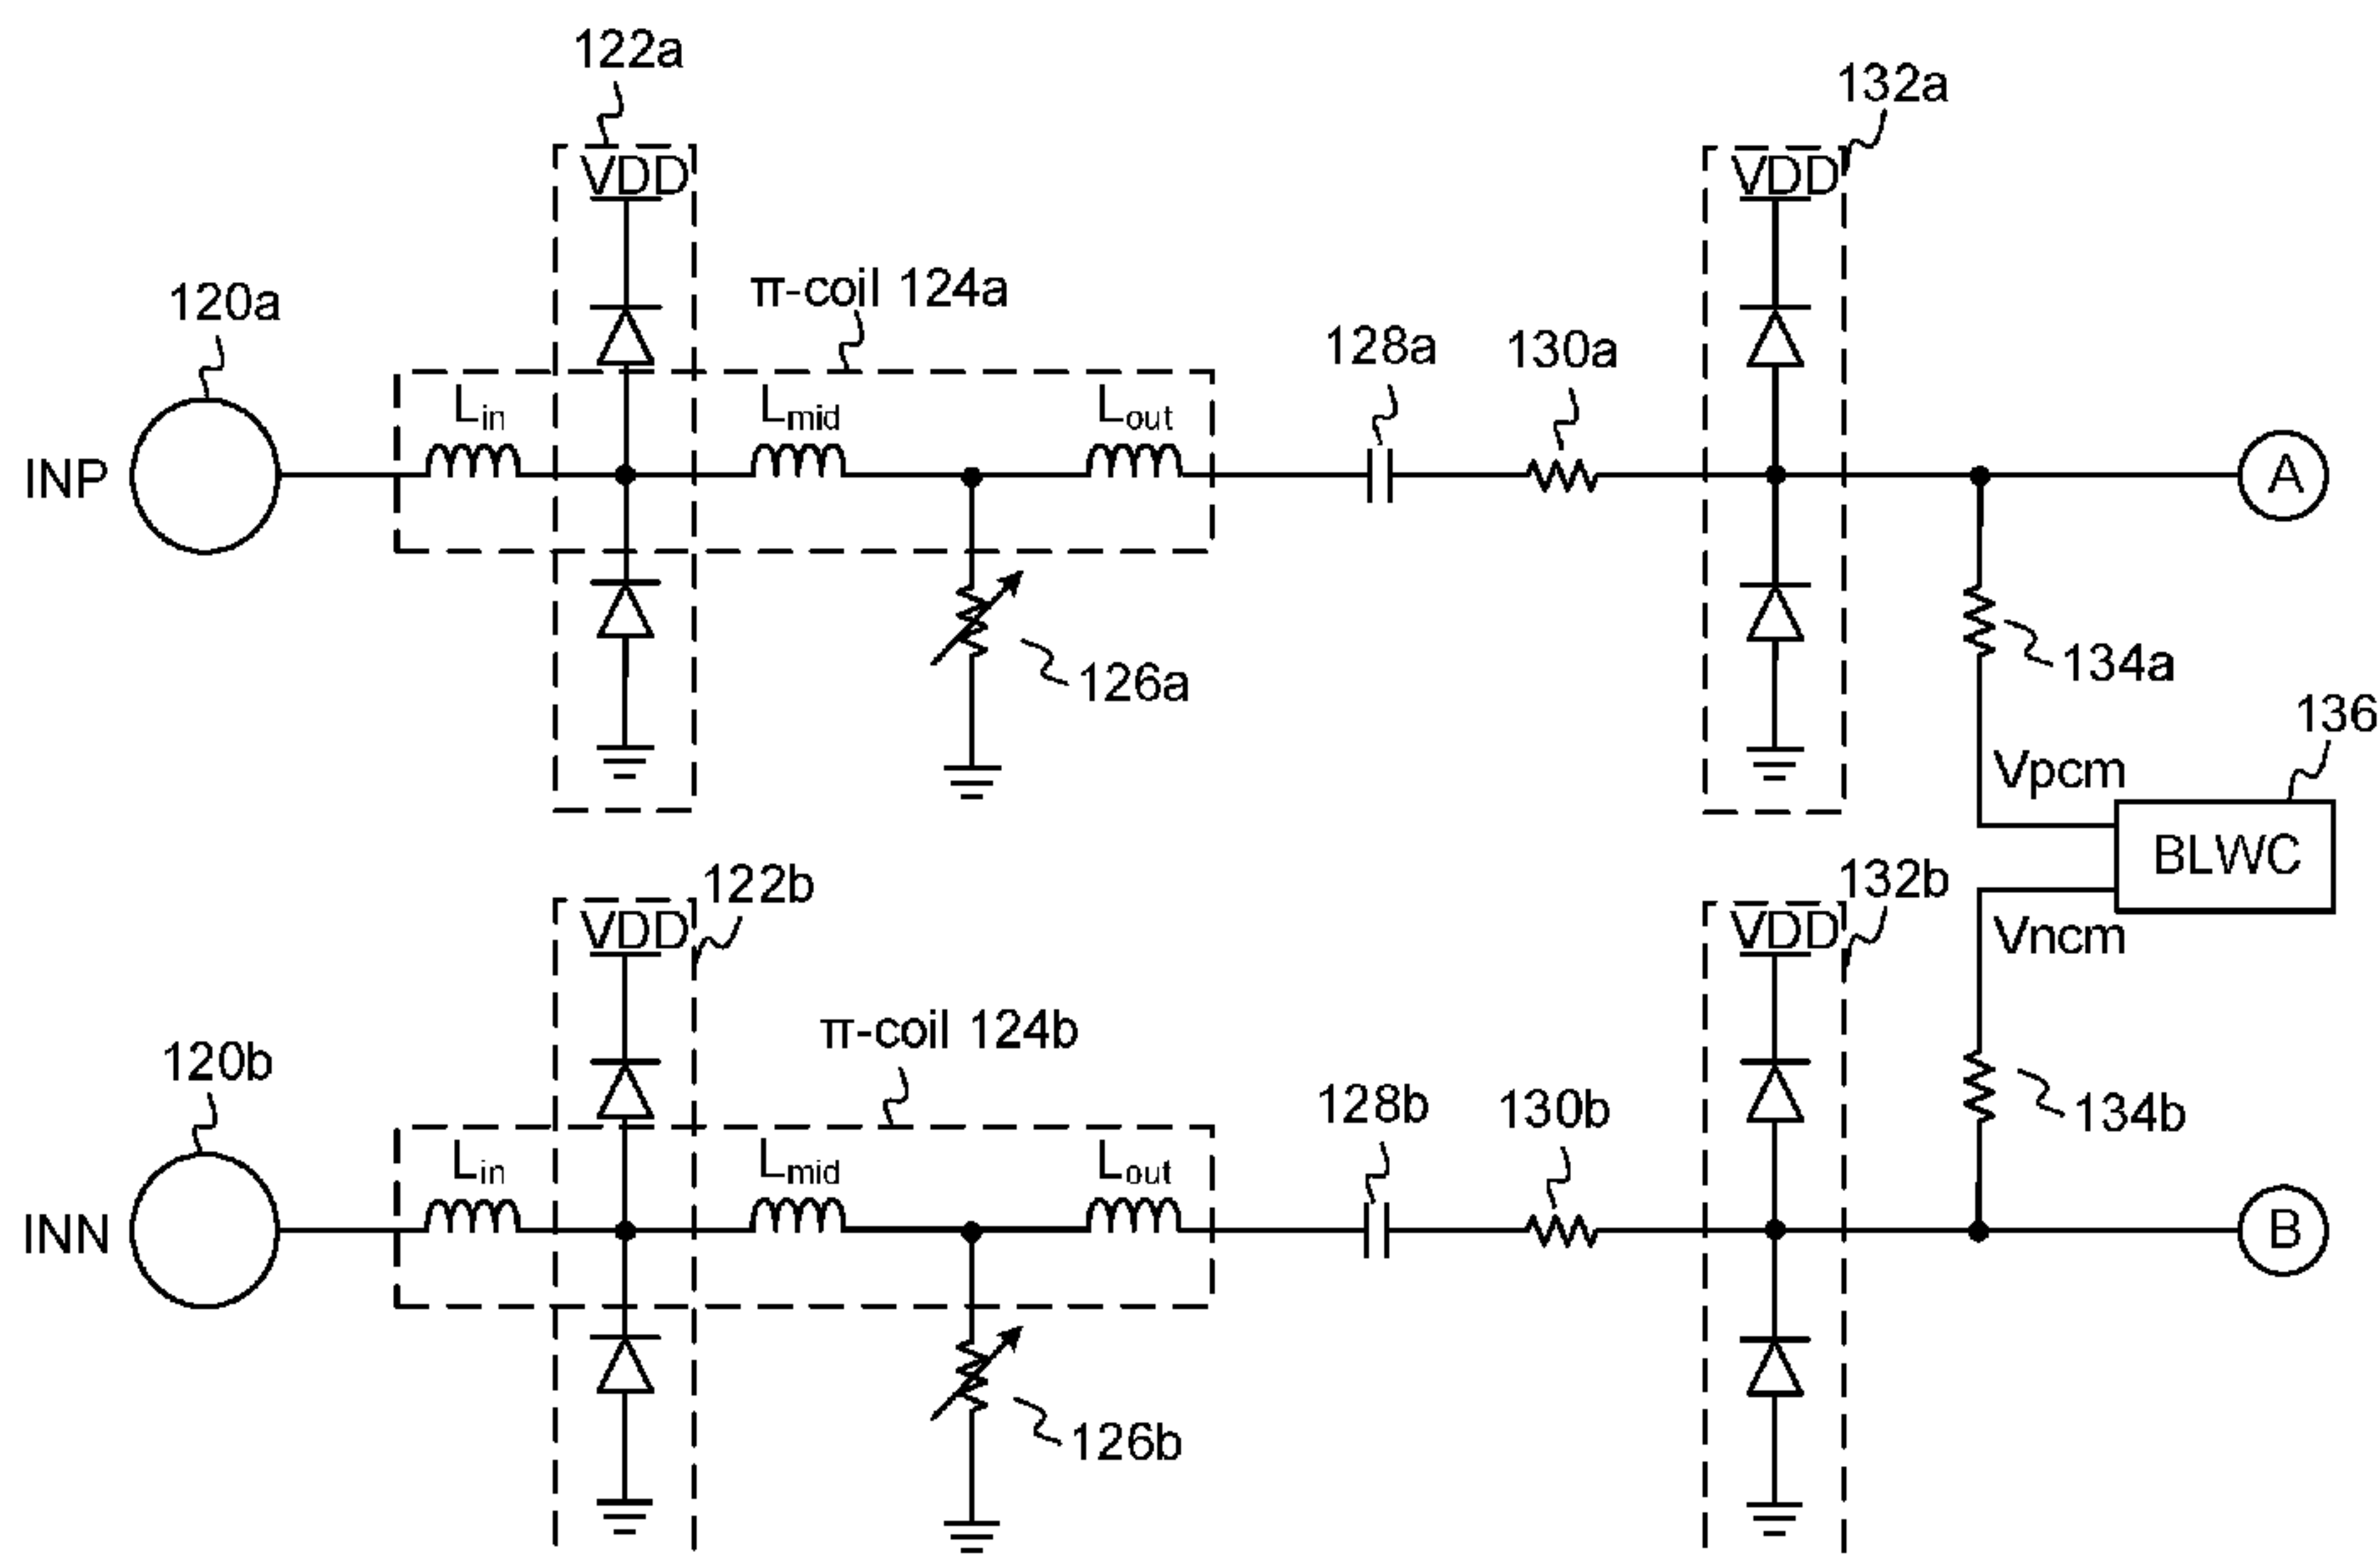 122a
132a
VDD
VDD
π-coil 124a
120a
128a
130a
Lin
Lmid
Lout
INP
A
126a
134a
136
Vpcm
BLWC
122b
132b
VDD
VDD
Vncm
π-coil 124b
120b
128b
130b
134b
Lin
Lmid
Lout
INN
B
126b